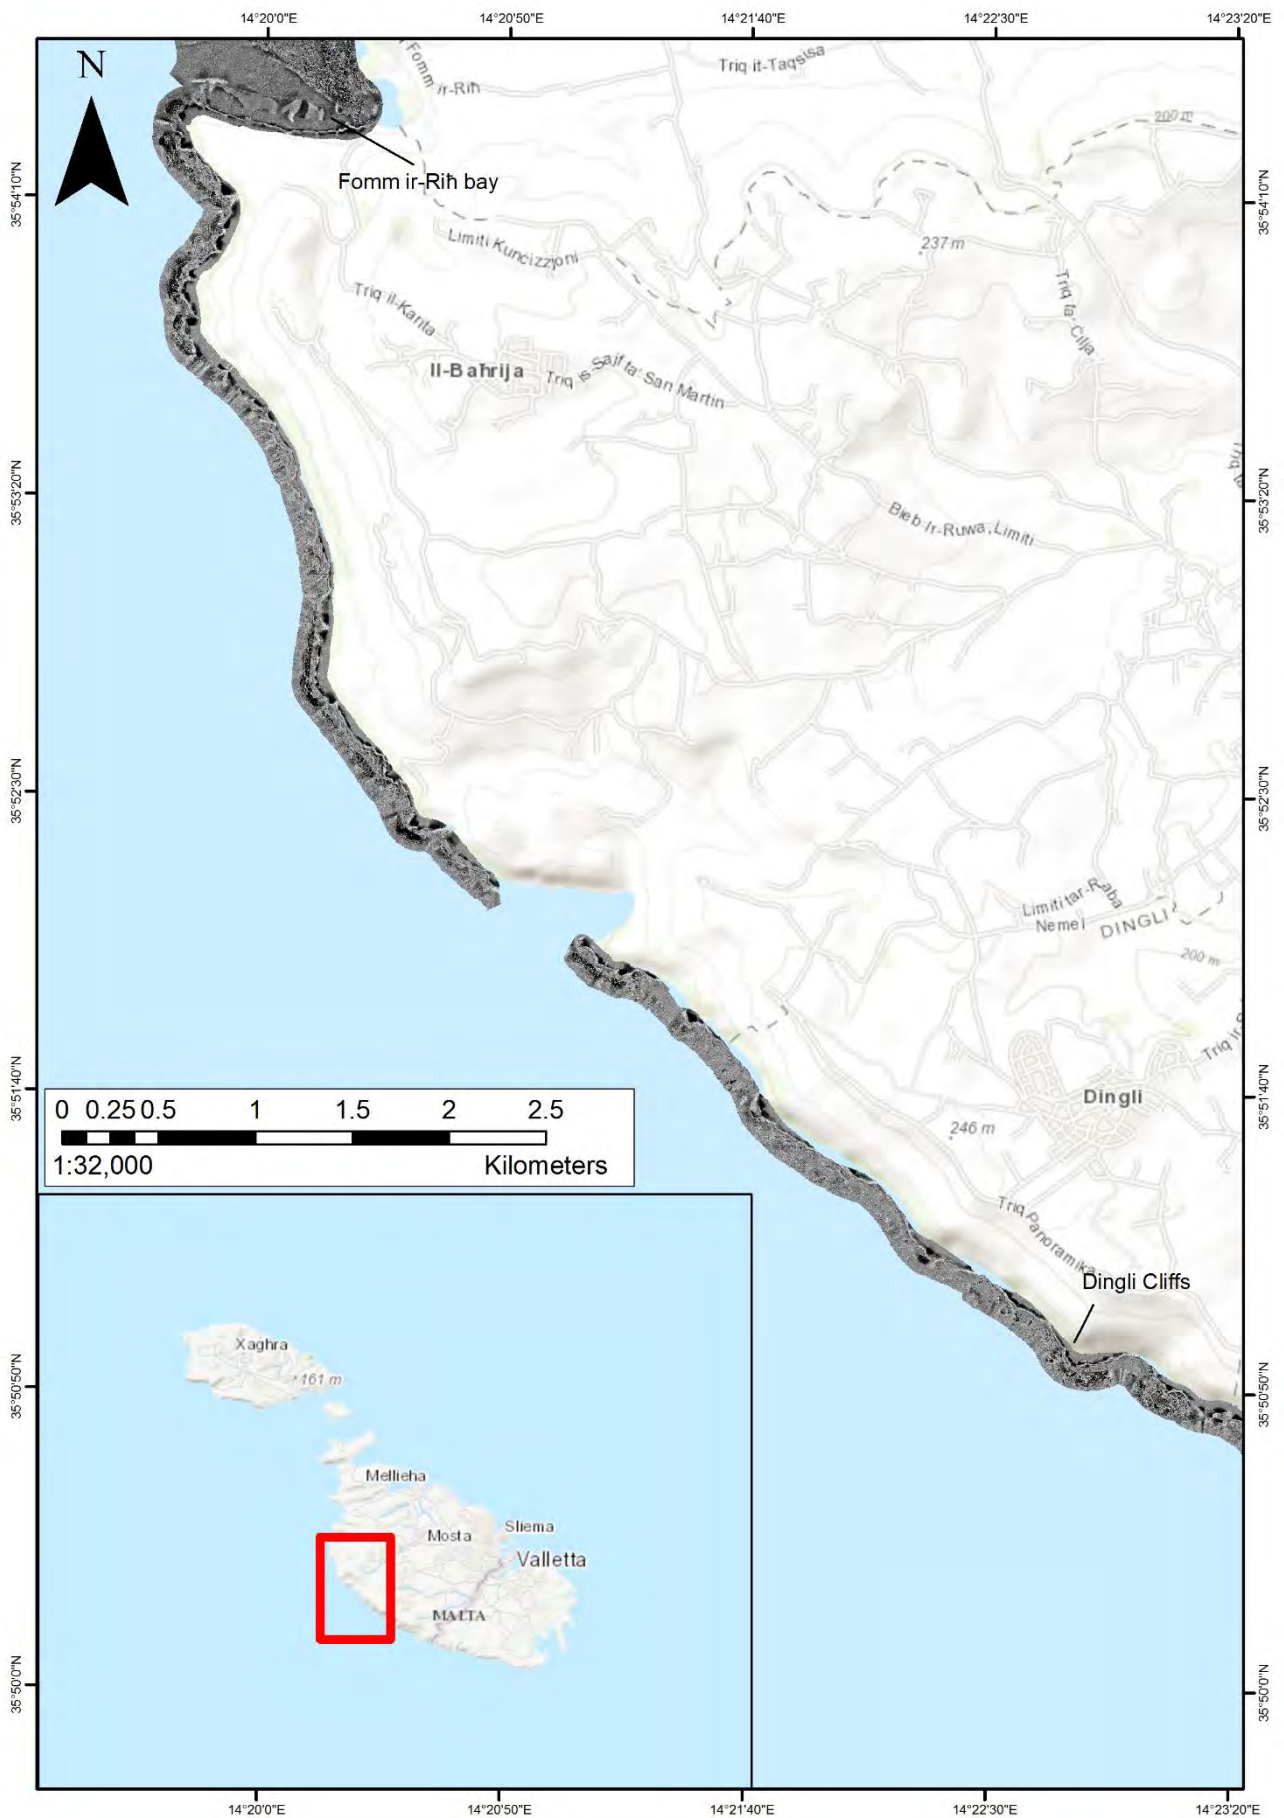 14°20'0"E
14°20'50"E
14°21'40"E
14°22'30"E
14°23'20"E
N
Fomm ir-Riħ
Triq it-Taqsisa
200 m
Fomm ir-Riħ bay
35°54'10"N
35°54'10"N
Limiti Kuncizzjoni
237 m
Triq il-Karita
Triq ta' Cilja
Il-Baħrija
Triq is-Sajf ta' San Martin
35°53'20"N
35°53'20"N
Bieb Ir-Ruwa, Limiti
35°52'30"N
35°52'30"N
Limiti tar-Raba
Nemel
DINGLI
200 m
35°51'40"N
35°51'40"N
Dingli
246 m
0 0.25 0.5 1 1.5 2 2.5
1:32,000
Kilometers
Triq Panoramika
Dingli Cliffs
Xaghra
161 m
35°50'50"N
35°50'50"N
Mellieha
Mosta
Sliema
Valletta
MALTA
35°50'0"N
35°50'0"N
14°20'0"E
14°20'50"E
14°21'40"E
14°22'30"E
14°23'20"E